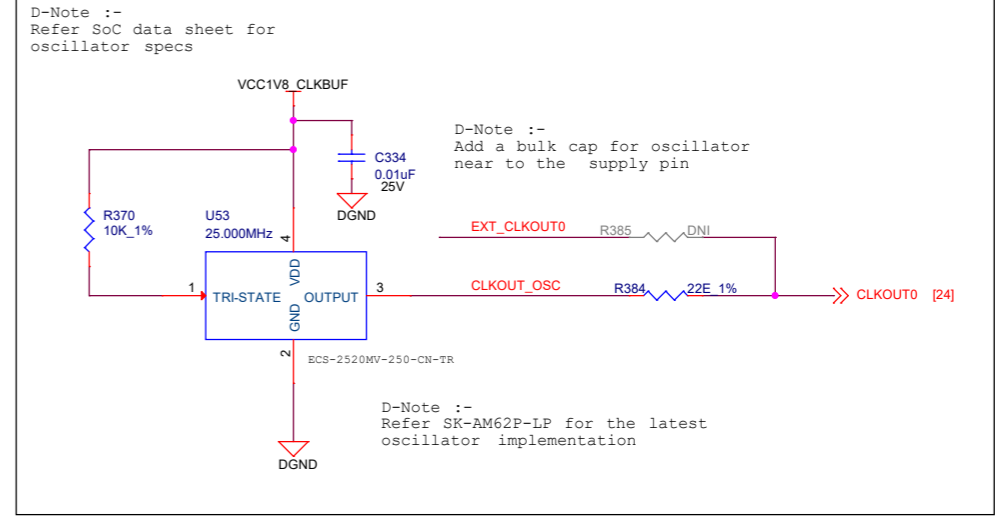 D-Note :-
Refer SoC data sheet for
oscillator specs
VCC1V8_CLKBUF
D-Note :-
Add a bulk cap for oscillator
near to the supply pin
C334
0.01uF
25V
DGND
R370
10K_1%
U53
25.000MHz
4
EXT_CLKOUT0
R385
DNI
1
TRI-STATE
VDD
GND
OUTPUT
3
CLKOUT_OSC
R384
22E_1%
CLKOUT0 [24]
2
ECS-2520MV-250-CN-TR
D-Note :-
Refer SK-AM62P-LP for the latest
oscillator implementation
DGND